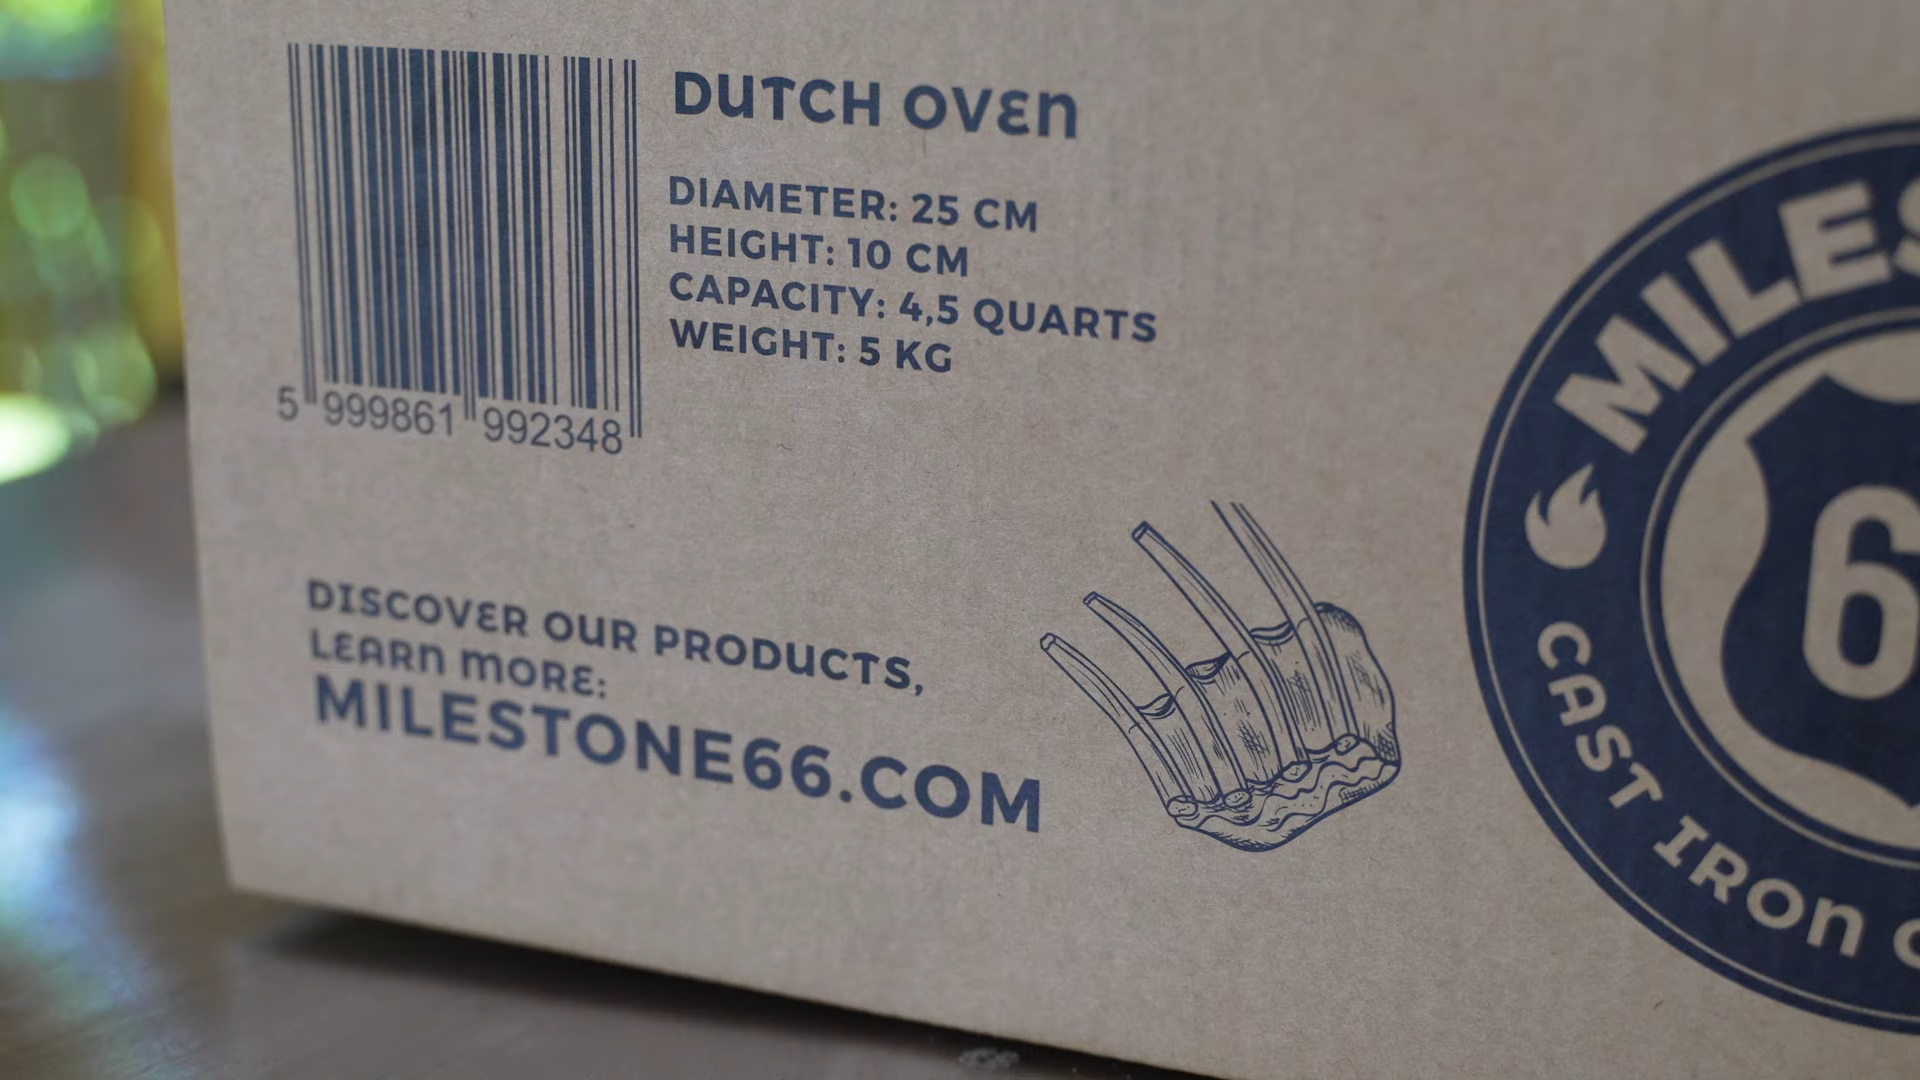 DUTCH OVEN
DIAMETER: 25 CM
HEIGHT: 10 CM
CAPACITY: 4,5 QUARTS
WEIGHT: 5 KG
5 999861 992348
DISCOVER OUR PRODUCTS,
LEARN MORE:
MILESTONE66.COM
MILES
6
CAST IRON